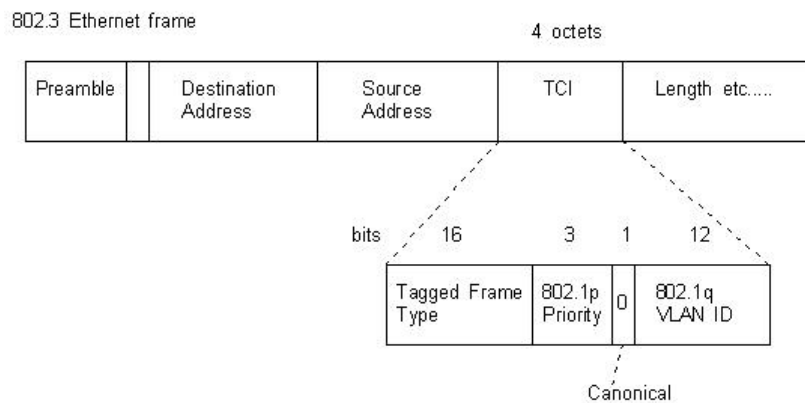 802.3 Ethernet frame
4 octets
Preamble
Destination
Address
Source
Address
TCI
Length etc.....
bits 16 3 1 12
Tagged Frame
Type
802.1p
Priority
0
802.1q
VLAN ID
Canonical